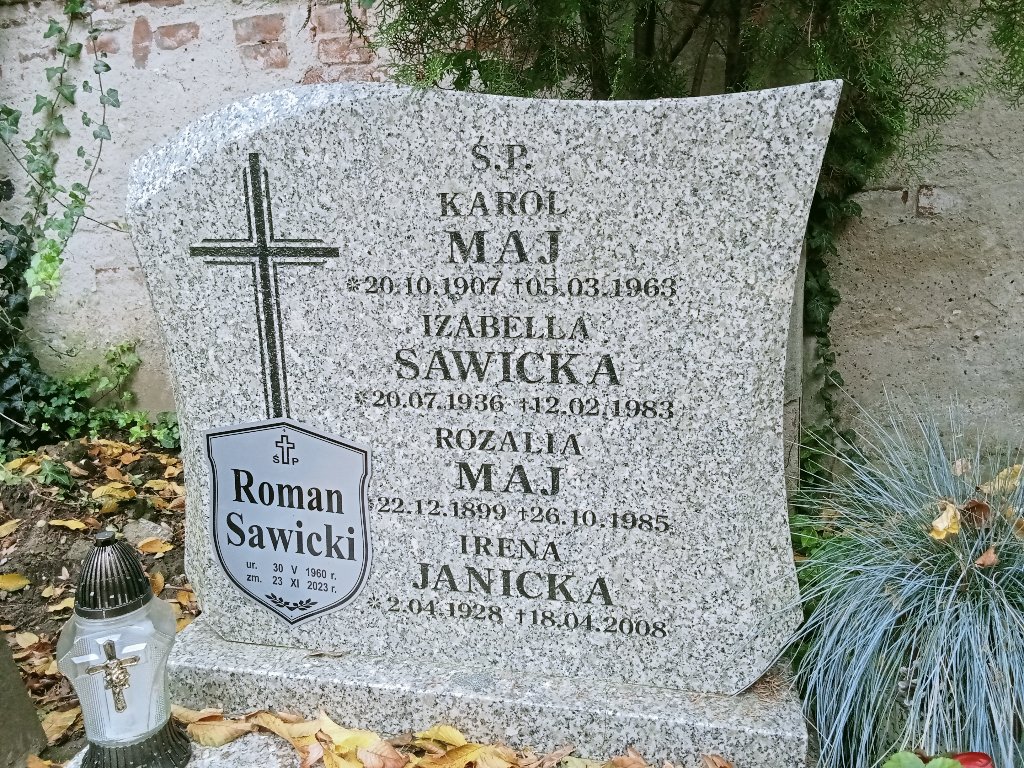 Ś.P.
KAROL
MAJ
*20.10.1907 †05.03.1963
IZABELLA
SAWICKA
*20.07.1936 †12.02.1983
ROZALIA
MAJ
*22.12.1899 †26.10.1985
IRENA
JANICKA
*2.04.1928 †18.04.2008
Ś P
Roman
Sawicki
ur. 30 V 1960 r.
zm. 23 XI 2023 r.